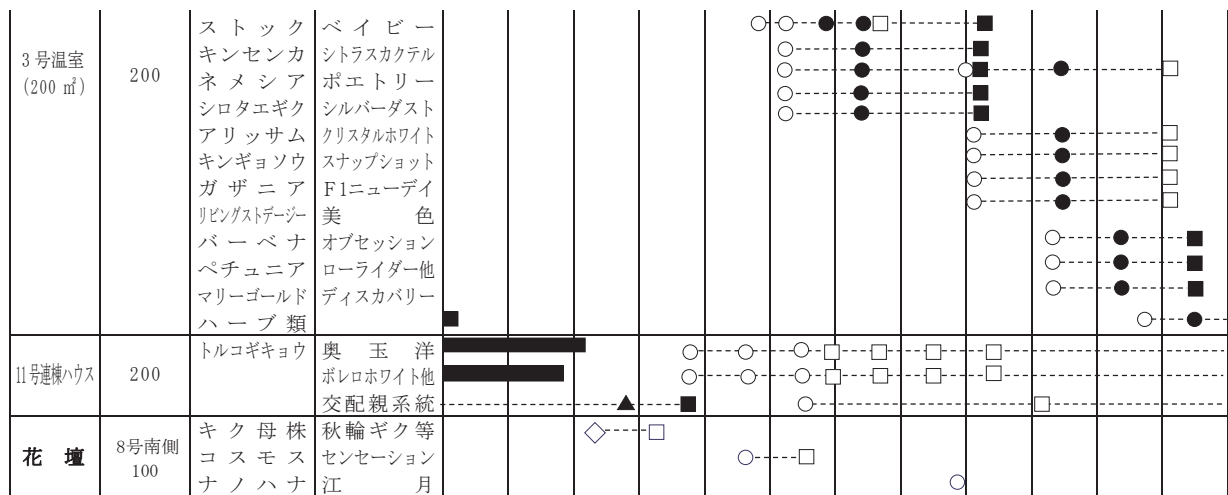 3号温室
(200 ㎡)
200
ストック ベイビー
キンセンカ シトラスカクテル
ネメシア ポエトリー
シロタエギク シルバーダスト
アリッサム クリスタルホワイト
キンギョソウ スナップショット
ガザニア F1ニューデイ
リビングストデージー 美色
バーベナ オブセッション
ペチュニア ローライダー他
マリーゴールド ディスカバリー
ハーブ類
11号連棟ハウス
200
トルコギキョウ 奥玉洋
ボレロホワイト他
交配親系統
花壇
8号南側
100
キク母株 秋輪ギク等
コスモス センセーション
ナノハナ 江月